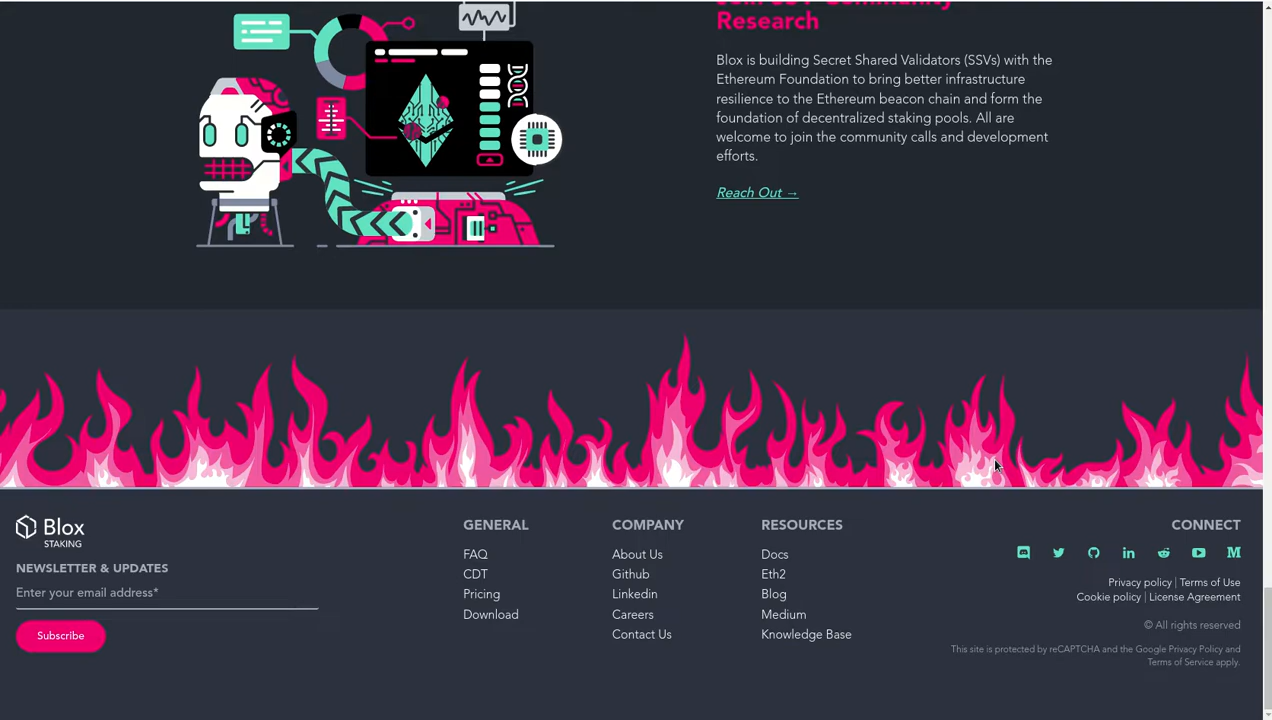 Join SSV Community
Research
Blox is building Secret Shared Validators (SSVs) with the
Ethereum Foundation to bring better infrastructure
resilience to the Ethereum beacon chain and form the
foundation of decentralized staking pools. All are
welcome to join the community calls and development
efforts.
Reach Out →
Blox
STAKING
NEWSLETTER & UPDATES
Enter your email address*
Subscribe
GENERAL
FAQ
CDT
Pricing
Download
COMPANY
About Us
Github
Linkedin
Careers
Contact Us
RESOURCES
Docs
Eth2
Blog
Medium
Knowledge Base
CONNECT
Privacy policy | Terms of Use
Cookie policy | License Agreement
© All rights reserved
This site is protected by reCAPTCHA and the Google Privacy Policy and
Terms of Service apply.